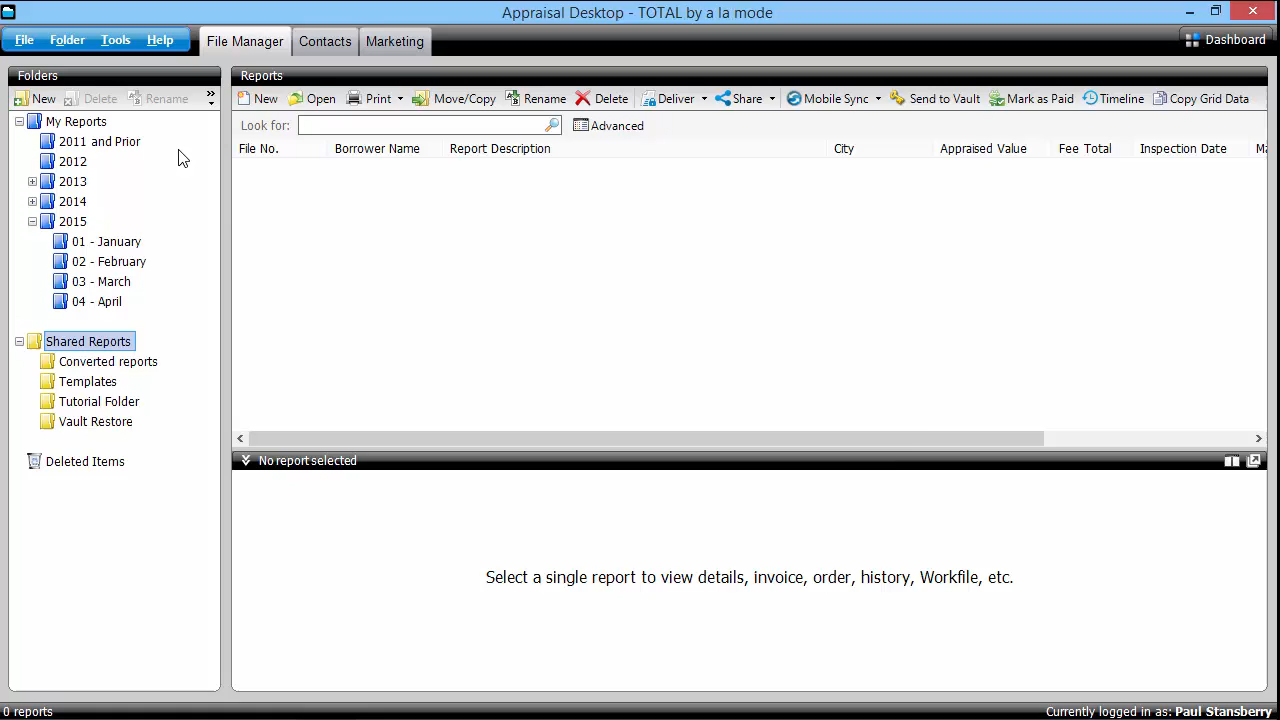 Appraisal Desktop - TOTAL by a la mode
File Folder Tools Help File Manager Contacts Marketing Dashboard
Folders
New Delete Rename
My Reports
2011 and Prior
2012
2013
2014
2015
01 - January
02 - February
03 - March
04 - April
Shared Reports
Converted reports
Templates
Tutorial Folder
Vault Restore
Deleted Items
Reports
New Open Print Move/Copy Rename Delete Deliver Share Mobile Sync Send to Vault Mark as Paid Timeline Copy Grid Data
Look for: Advanced
File No. Borrower Name Report Description City Appraised Value Fee Total Inspection Date Ma
No report selected
Select a single report to view details, invoice, order, history, Workfile, etc.
0 reports Currently logged in as: Paul Stansberry